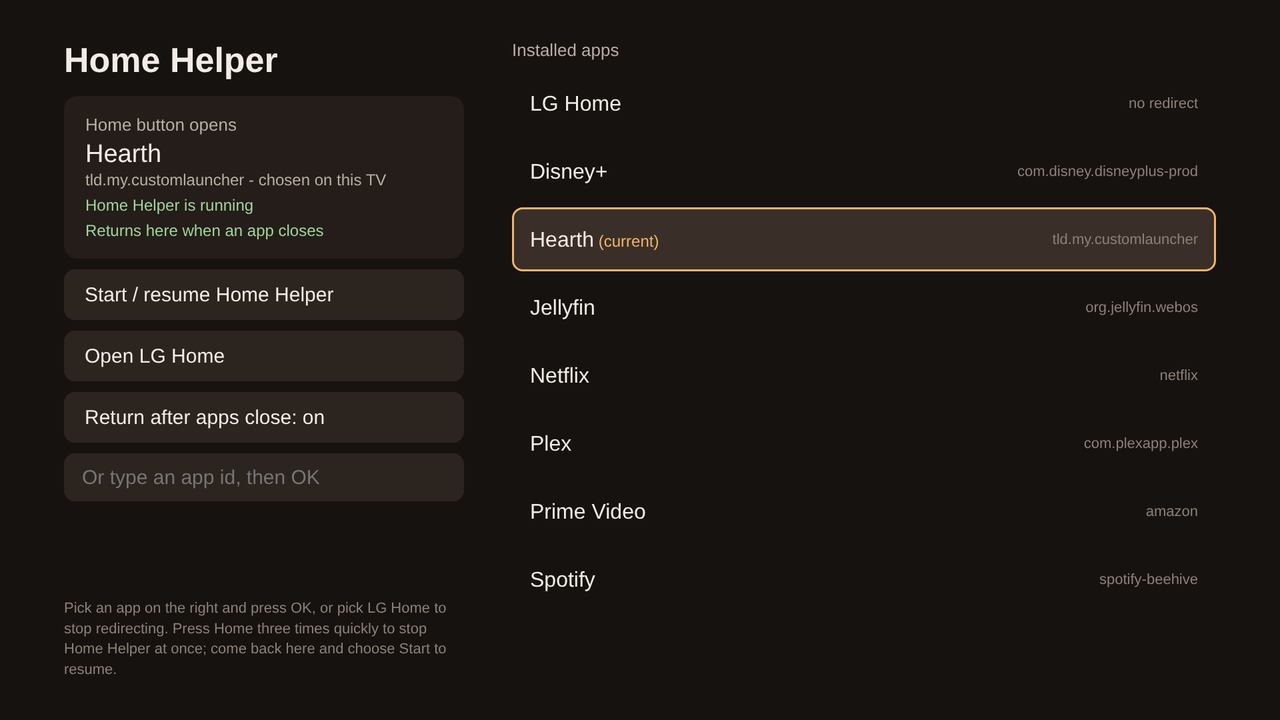 Home Helper
Home button opens
Hearth
tld.my.customlauncher - chosen on this TV
Home Helper is running
Returns here when an app closes
Start / resume Home Helper
Open LG Home
Return after apps close: on
Or type an app id, then OK
Pick an app on the right and press OK, or pick LG Home to
stop redirecting. Press Home three times quickly to stop
Home Helper at once; come back here and choose Start to
resume.
Installed apps
LG Home no redirect
Disney+ com.disney.disneyplus-prod
Hearth (current) tld.my.customlauncher
Jellyfin org.jellyfin.webos
Netflix netflix
Plex com.plexapp.plex
Prime Video amazon
Spotify spotify-beehive